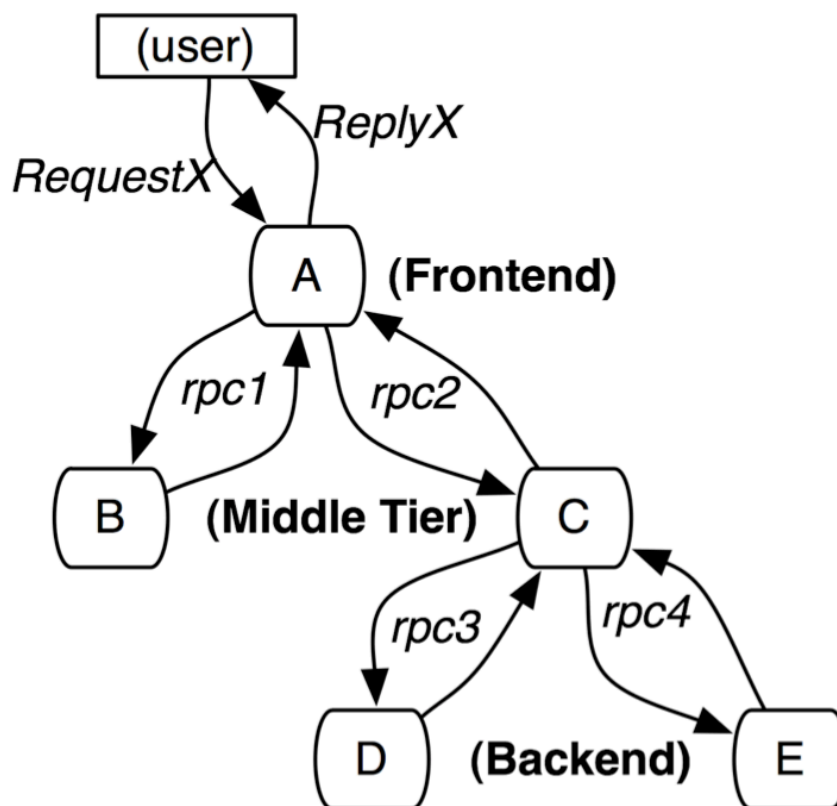 (user)
ReplyX
RequestX
A (Frontend)
rpc1 rpc2
B (Middle Tier) C
rpc3 rpc4
D (Backend) E